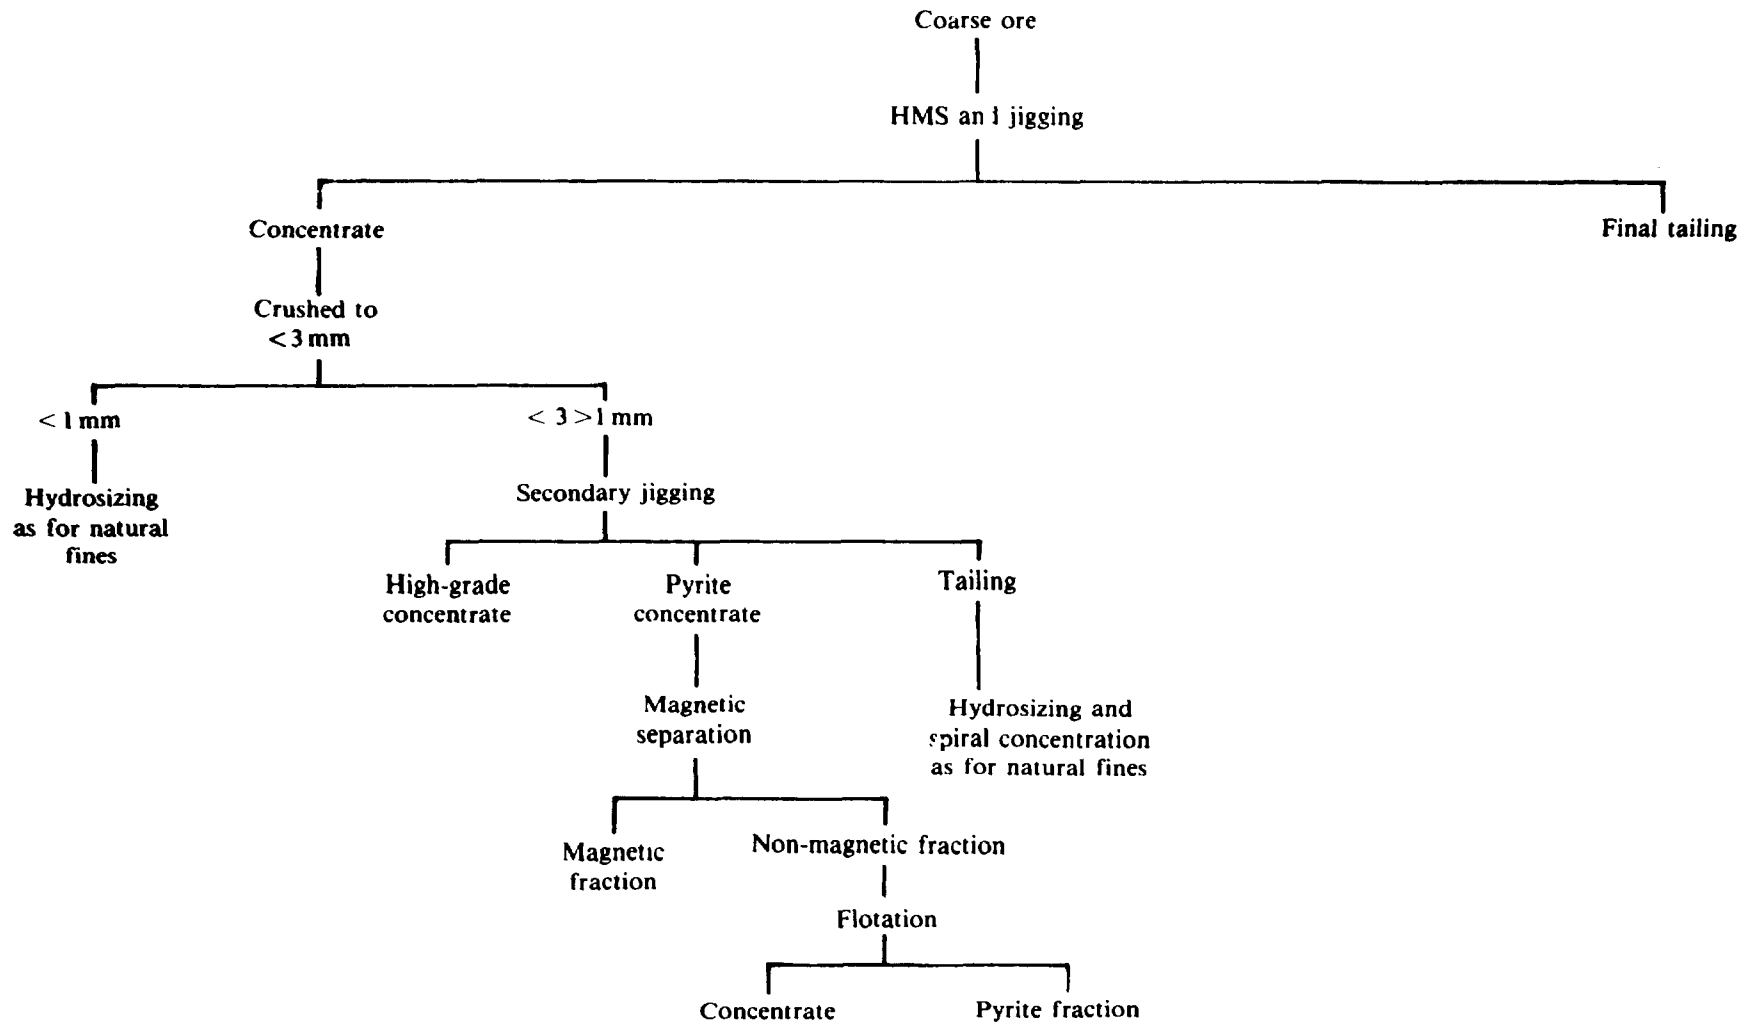 Coarse ore
HMS and jigging
Concentrate
Final tailing
Crushed to
<3 mm
<1 mm
< 3 >1 mm
Hydrosizing
as for natural
fines
Secondary jigging
High-grade
concentrate
Pyrite
concentrate
Tailing
Magnetic
separation
Hydrosizing and
spiral concentration
as for natural fines
Magnetic
fraction
Non-magnetic fraction
Flotation
Concentrate
Pyrite fraction